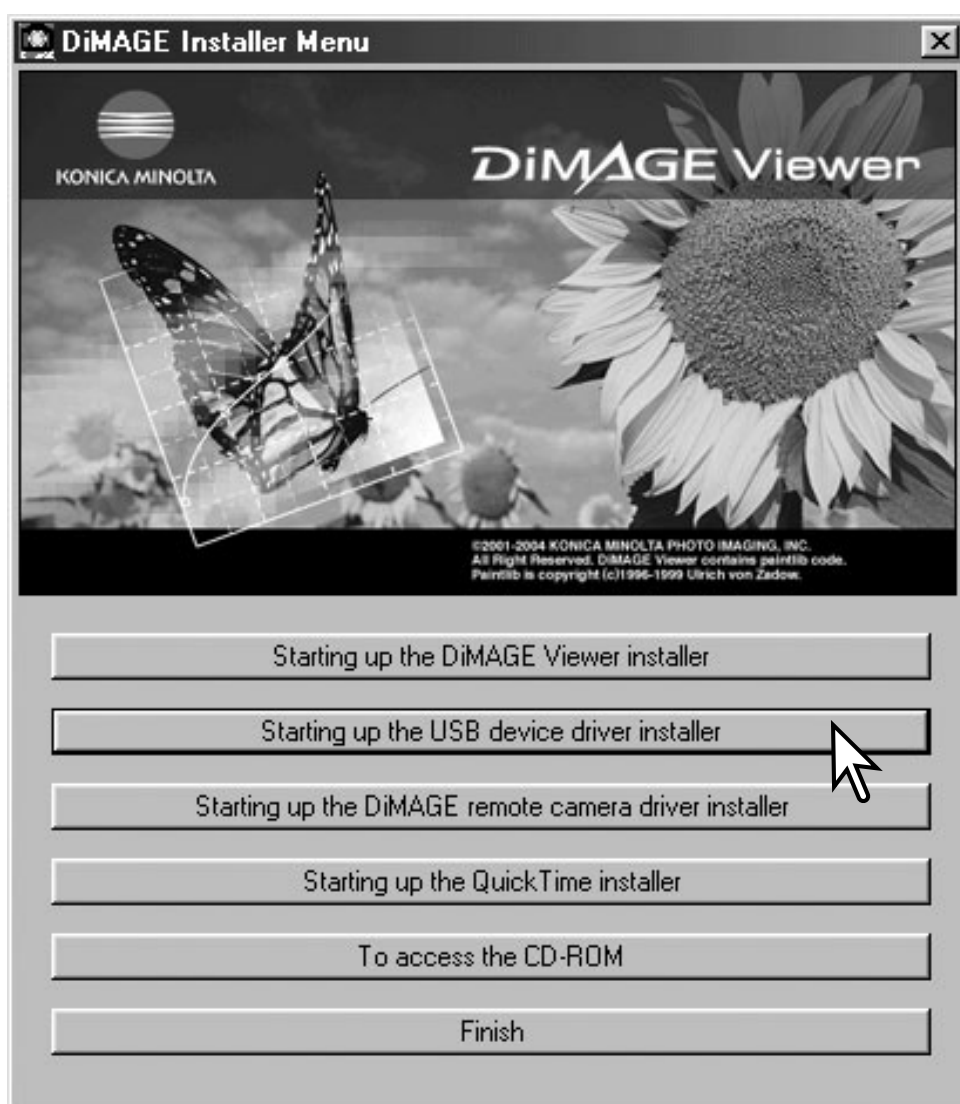 DiMAGE Installer Menu
KONICA MINOLTA
DiMAGE Viewer
©2001-2004 KONICA MINOLTA PHOTO IMAGING, INC.
All Right Reserved. DiMAGE Viewer contains paintlib code.
Paintlib is copyright (c)1996-1999 Ulrich von Zadow.
Starting up the DiMAGE Viewer installer
Starting up the USB device driver installer
Starting up the DiMAGE remote camera driver installer
Starting up the QuickTime installer
To access the CD-ROM
Finish